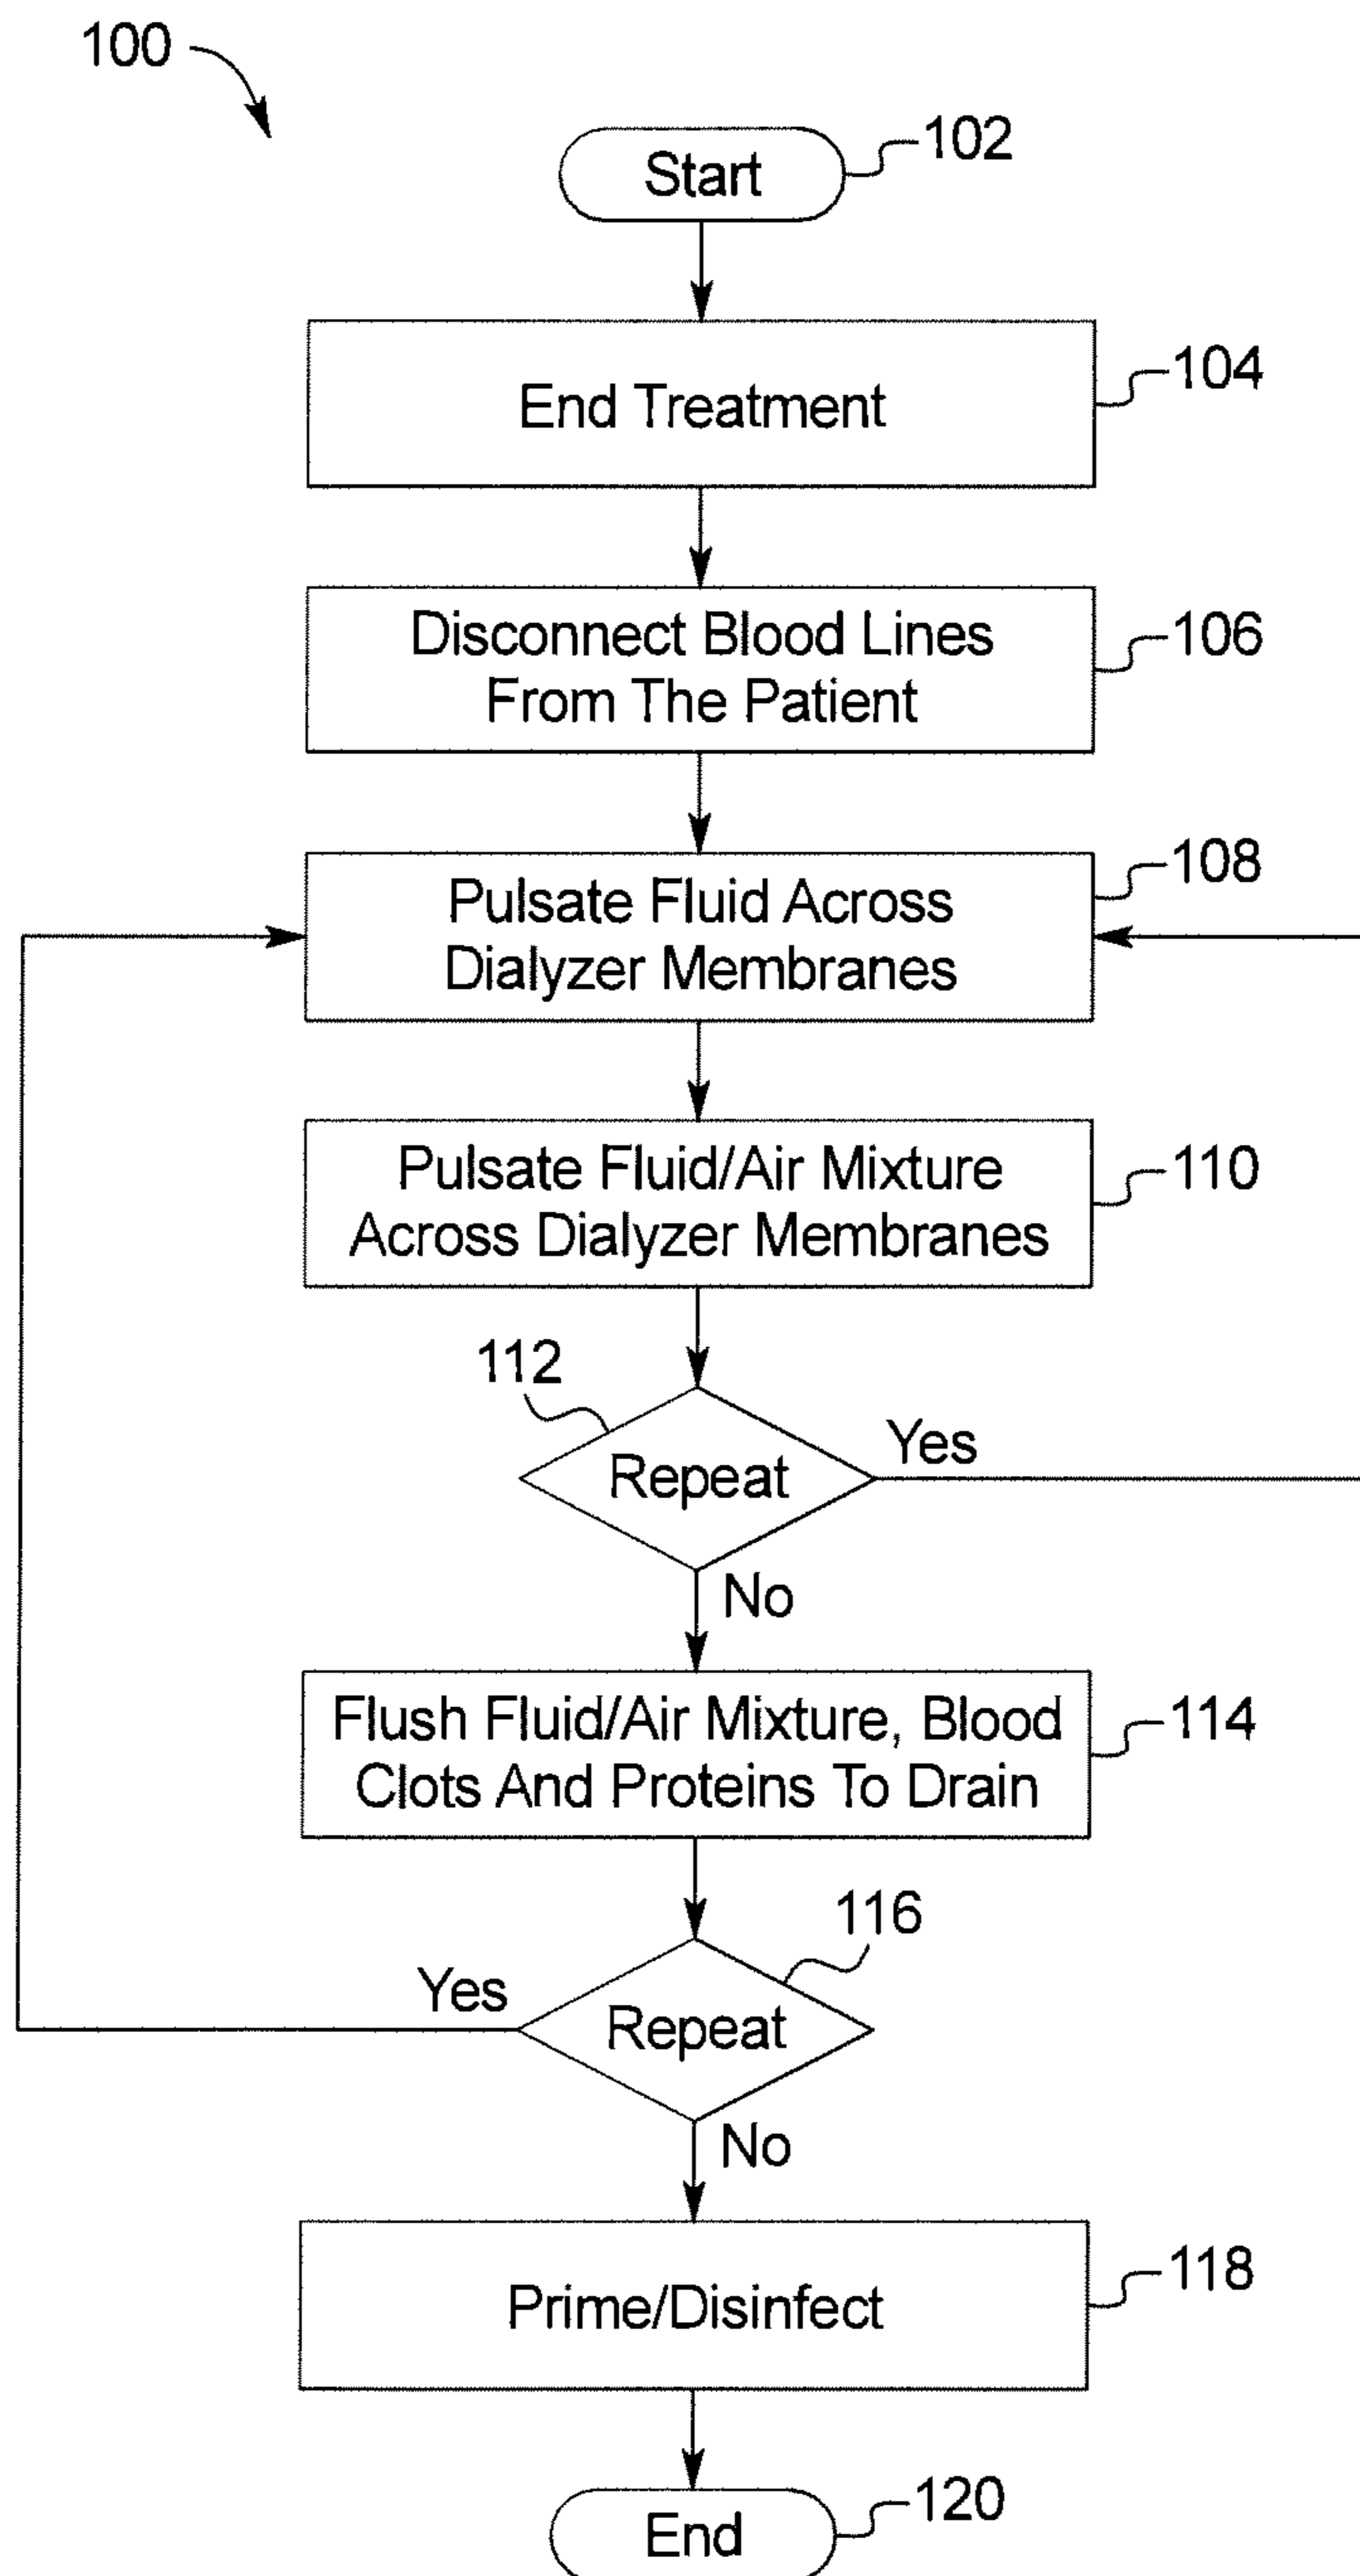 100
Start
102
End Treatment
104
Disconnect Blood Lines
From The Patient
106
Pulsate Fluid Across
Dialyzer Membranes
108
Pulsate Fluid/Air Mixture
Across Dialyzer Membranes
110
112
Repeat
Yes
No
Flush Fluid/Air Mixture, Blood
Clots And Proteins To Drain
114
116
Yes
Repeat
No
Prime/Disinfect
118
End
120